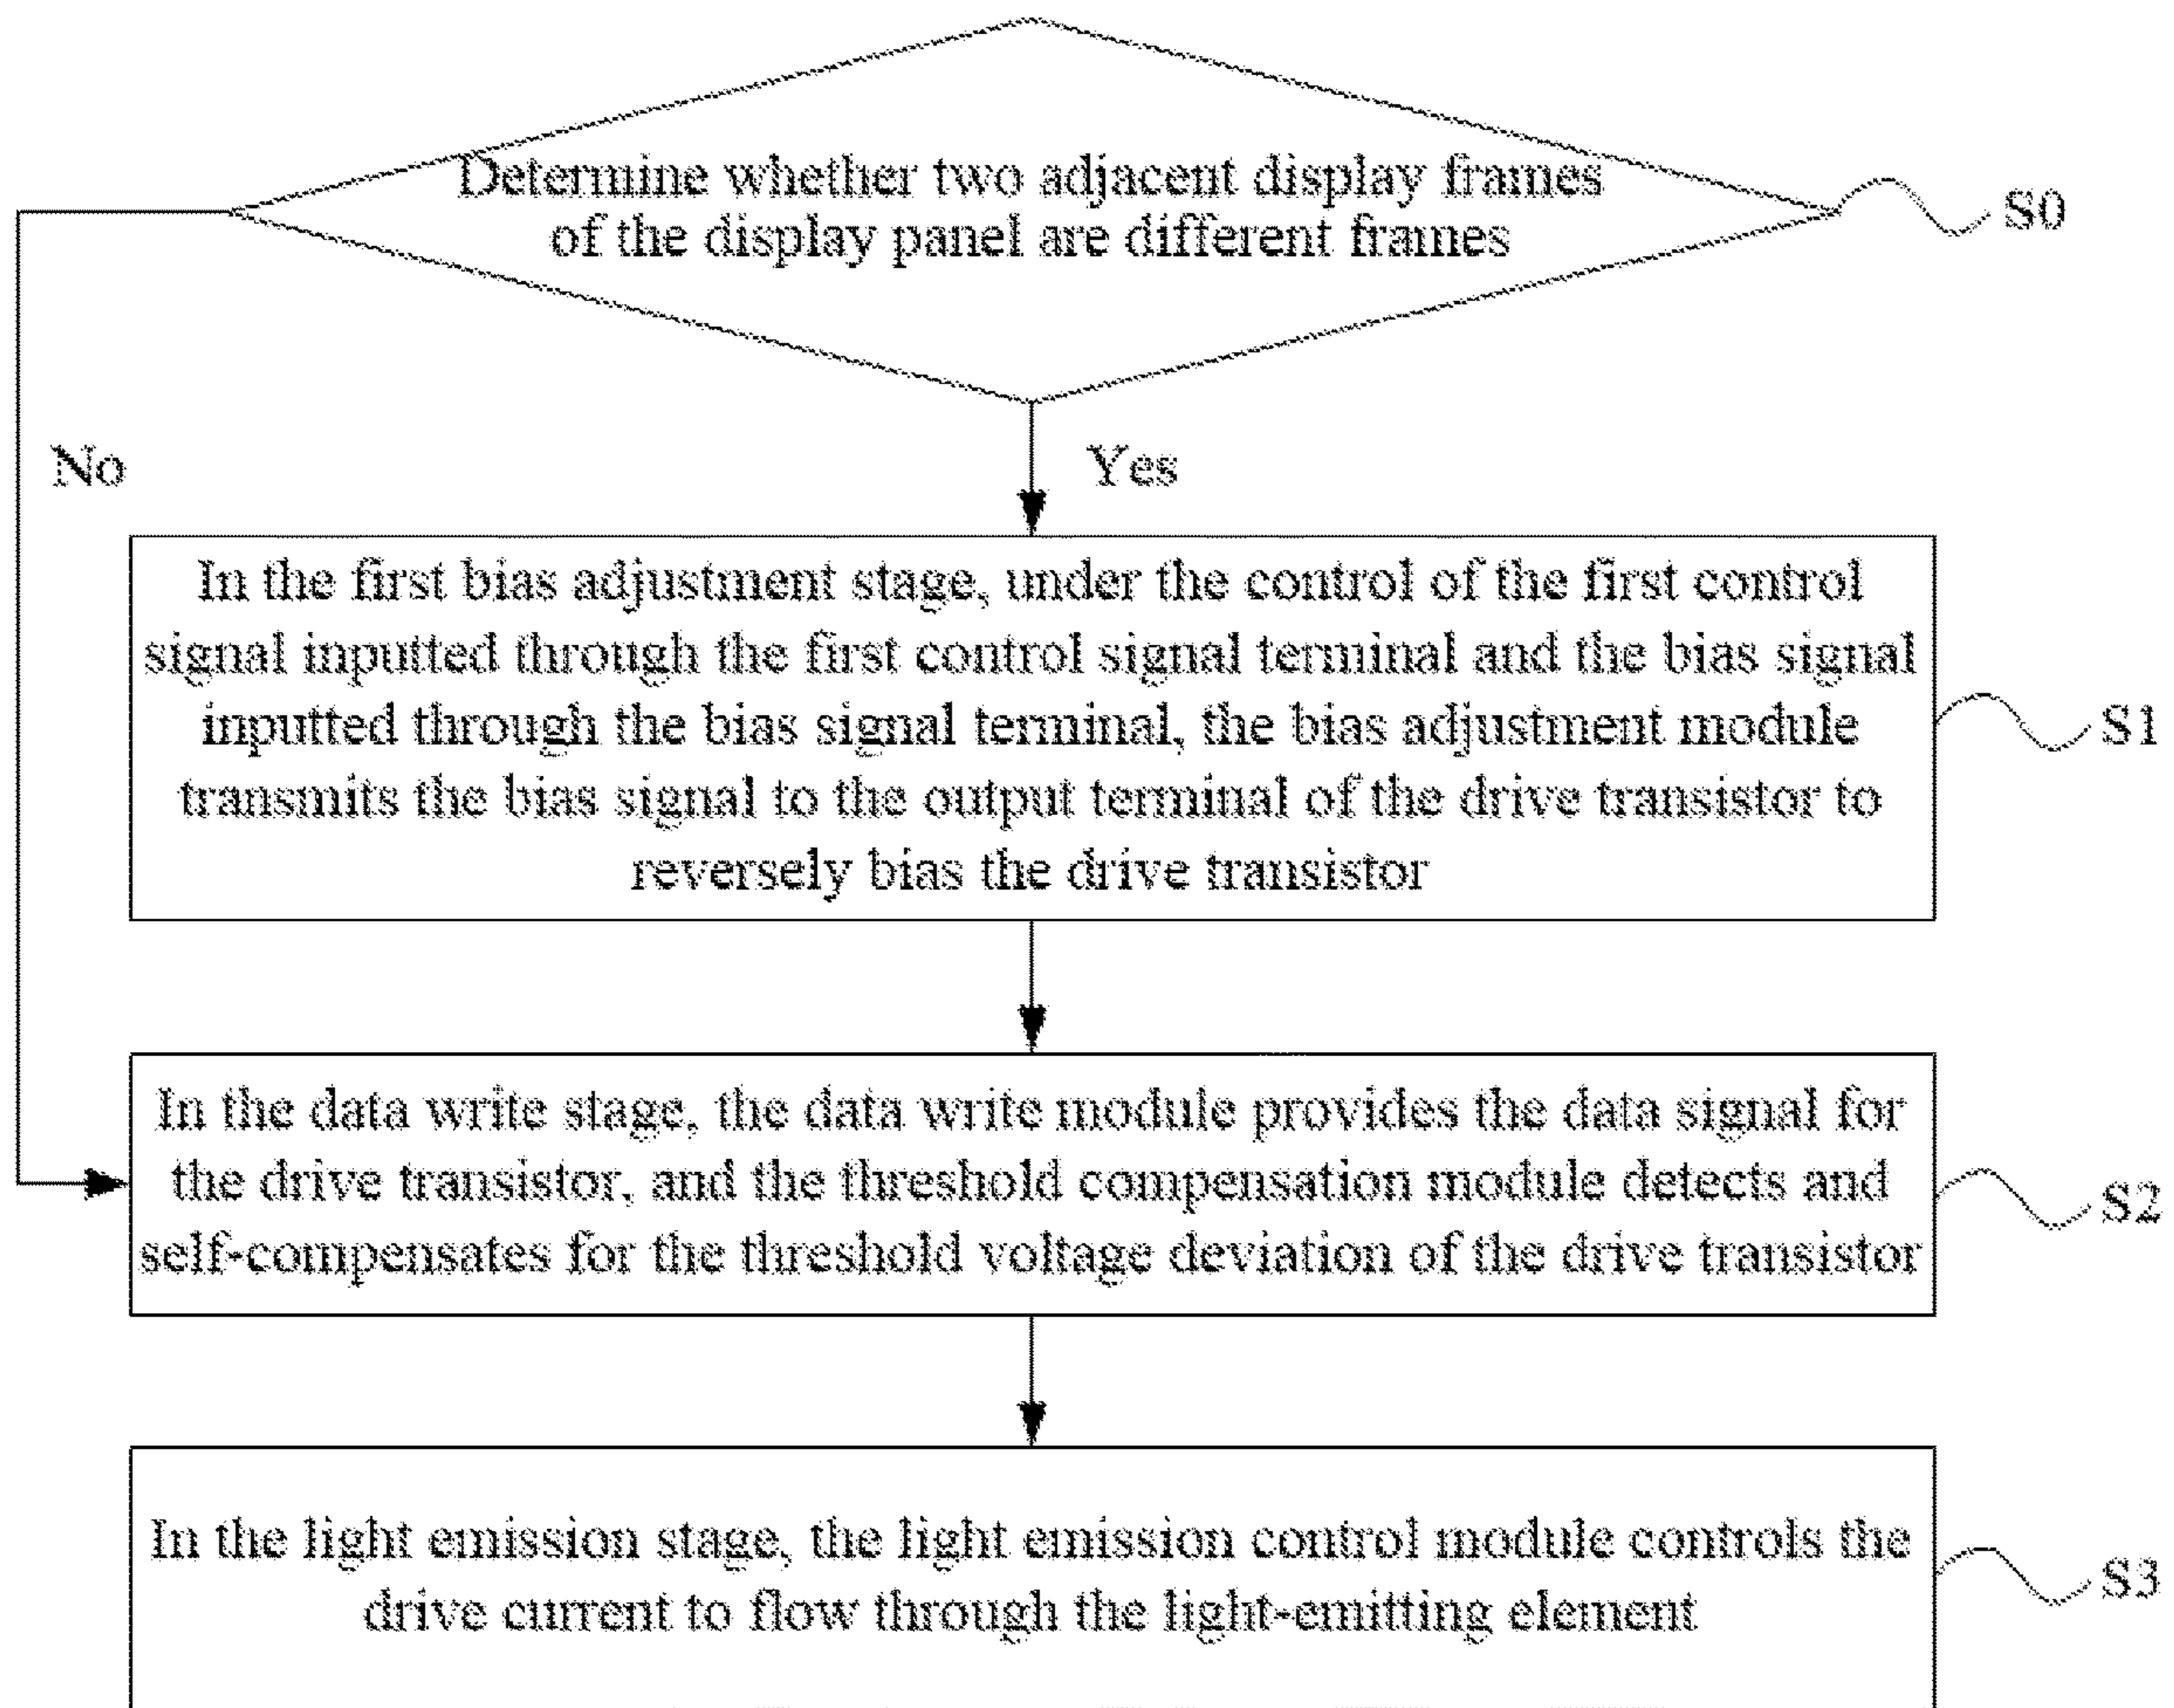 Determine whether two adjacent display frames
of the display panel are different frames
S0
No
Yes
In the first bias adjustment stage, under the control of the first control
signal inputted through the first control signal terminal and the bias signal
inputted through the bias signal terminal, the bias adjustment module
transmits the bias signal to the output terminal of the drive transistor to
reversely bias the drive transistor
S1
In the data write stage, the data write module provides the data signal for
the drive transistor, and the threshold compensation module detects and
self-compensates for the threshold voltage deviation of the drive transistor
S2
In the light emission stage, the light emission control module controls the
drive current to flow through the light-emitting element
S3